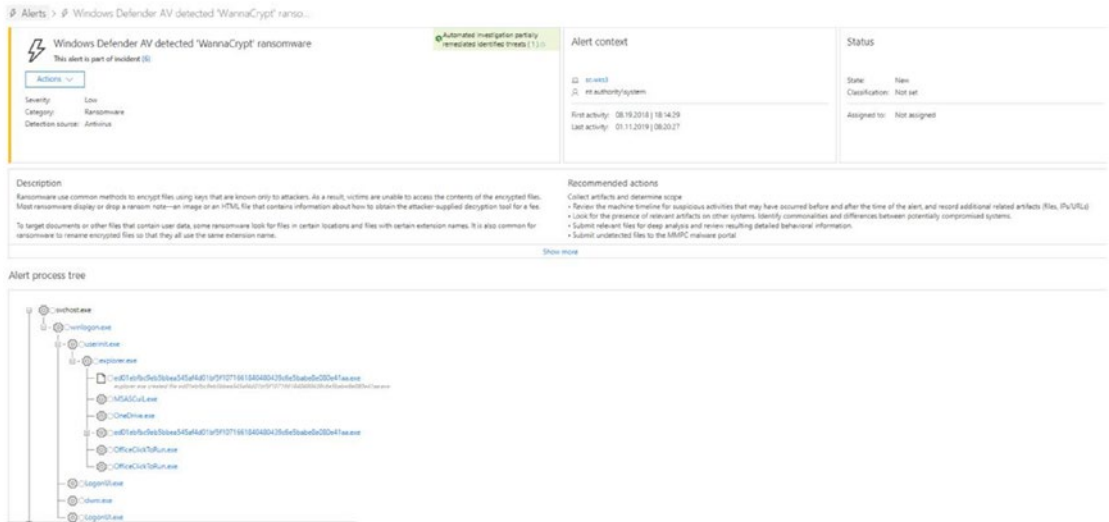 Alerts > Windows Defender AV detected 'WannaCrypt' ranso...
Windows Defender AV detected 'WannaCrypt' ransomware
This alert is part of incident (6)
Automated investigation partially
remediated identified threats
Actions
Severity: Low
Category: Ransomware
Detection source: Antivirus
Alert context
nt authority\system
First activity: 08.19.2018 | 18:14:29
Last activity: 01.11.2019 | 08:20:27
Status
State: New
Classification: Not set
Assigned to: Not assigned
Description
Ransomware use common methods to encrypt files using keys that are known only to attackers. As a result, victims are unable to access the contents of the encrypted files.
Most ransomware display or drop a ransom note—an image or an HTML file that contains information about how to obtain the attacker-supplied decryption tool for a fee.
To target documents or other files that contain user data, some ransomware look for files in certain locations and files with certain extension names. It is also common for
ransomware to rename encrypted files so that they all use the same extension name.
Recommended actions
Collect artifacts and determine scope
• Review the machine timeline for suspicious activities that may have occurred before and after the time of the alert, and record additional related artifacts (files, IPs/URLs)
• Look for the presence of relevant artifacts on other systems. Identify commonalities and differences between potentially compromised systems.
• Submit relevant files for deep analysis and review resulting detailed behavioral information.
• Submit undetected files to the MMPC malware portal
Show more
Alert process tree
svchost.exe
winlogon.exe
userinit.exe
explorer.exe
MSASCuiL.exe
OneDrive.exe
OfficeClickToRun.exe
OfficeClickToRun.exe
LogonUI.exe
dwm.exe
LogonUI.exe